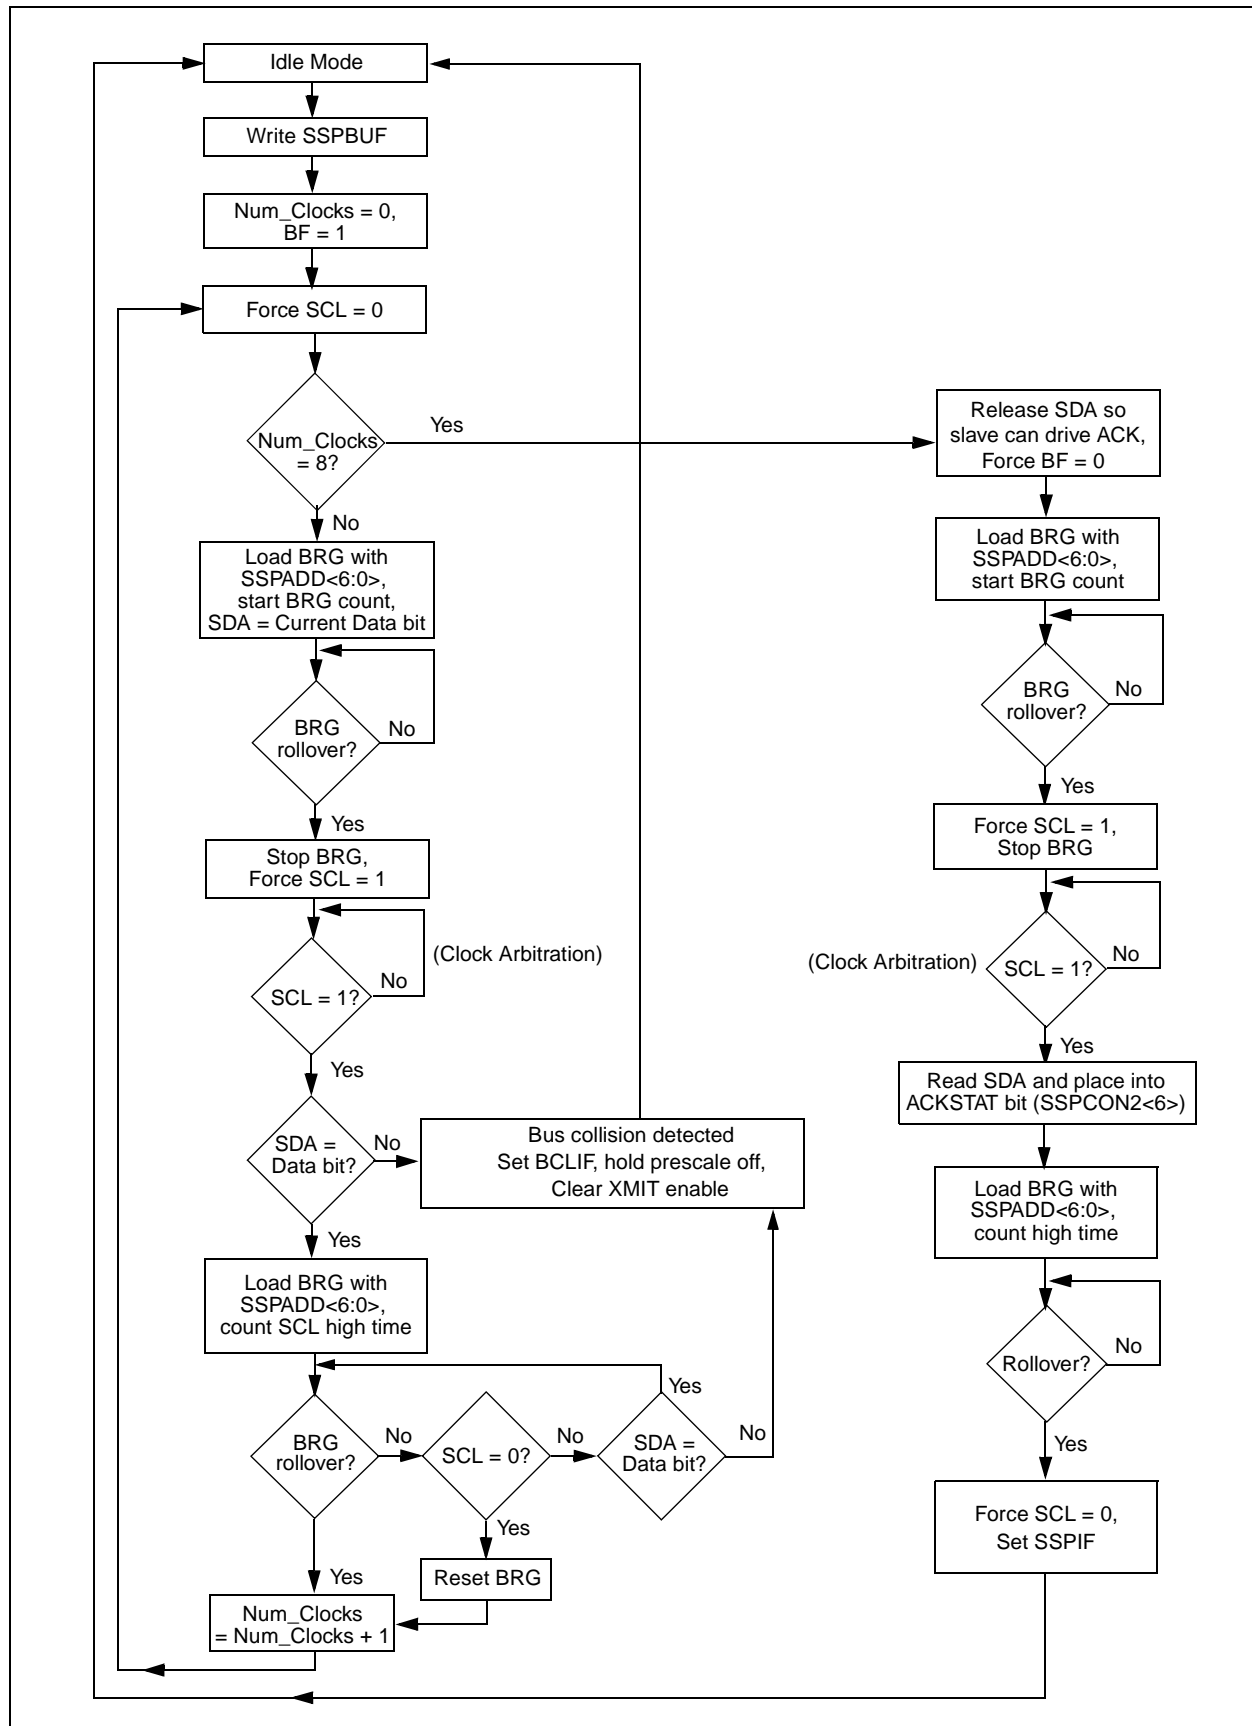 Idle Mode
Write SSPBUF
Num_Clocks = 0,
BF = 1
Force SCL = 0
Num_Clocks
= 8?
Yes
No
Load BRG with
SSPADD<6:0>,
start BRG count,
SDA = Current Data bit
BRG
rollover?
No
Yes
Stop BRG,
Force SCL = 1
SCL = 1?
No
(Clock Arbitration)
Yes
SDA =
Data bit?
No
Bus collision detected
Set BCLIF, hold prescale off,
Clear XMIT enable
Yes
Load BRG with
SSPADD<6:0>,
count SCL high time
BRG
rollover?
No
SCL = 0?
No
SDA =
Data bit?
Yes
No
Yes
Reset BRG
Yes
Num_Clocks
= Num_Clocks + 1
Release SDA so
slave can drive ACK,
Force BF = 0
Load BRG with
SSPADD<6:0>,
start BRG count
BRG
rollover?
No
Yes
Force SCL = 1,
Stop BRG
(Clock Arbitration)
SCL = 1?
No
Yes
Read SDA and place into
ACKSTAT bit (SSPCON2<6>)
Load BRG with
SSPADD<6:0>,
count high time
Rollover?
No
Yes
Force SCL = 0,
Set SSPIF